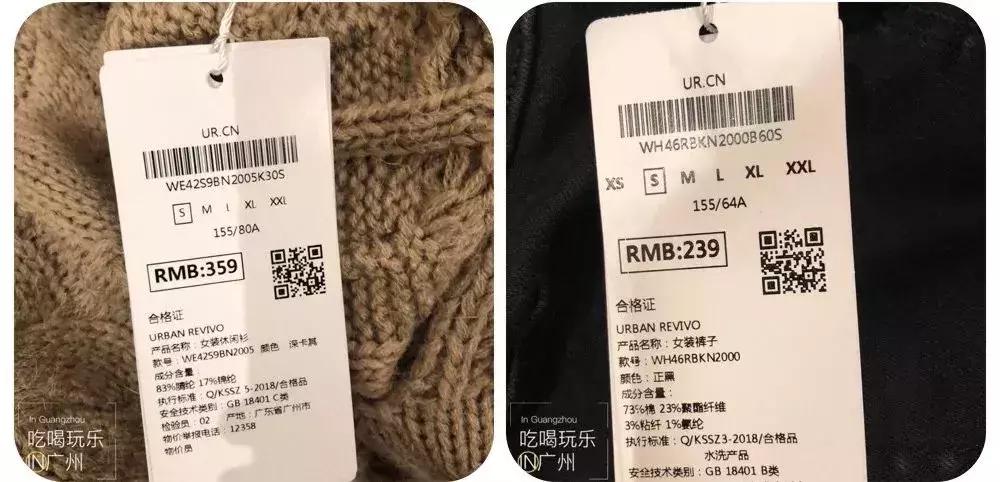 UR.CN
WE42S9BN2005K30S
S M L XL XXL
155/80A
RMB:359
合格证
URBAN REVIVO
产品名称：女装休闲衫
款号：WE42S9BN2005 颜色 深卡其
成分含量：
83%腈纶 17%锦纶
执行标准：Q/KSSZ 5-2018/合格品
安全技术类别：GB 18401 C类
检验员：02 产地：广东省广州市
物价举报电话：12358
物价员
In Guangzhou
吃喝玩乐
IN广州
UR.CN
WH46RBKN2000B60S
XS S M L XL XXL
155/64A
RMB:239
合格证
URBAN REVIVO
产品名称：女装裤子
款号：WH46RBKN2000
颜色：正黑
成分含量：
73%棉 23%聚酯纤维
3%粘纤 1%氨纶
执行标准：Q/KSSZ3-2018/合格品
水洗产品
安全技术类别：GB 18401 B类
In Guangzhou
吃喝玩乐
IN广州